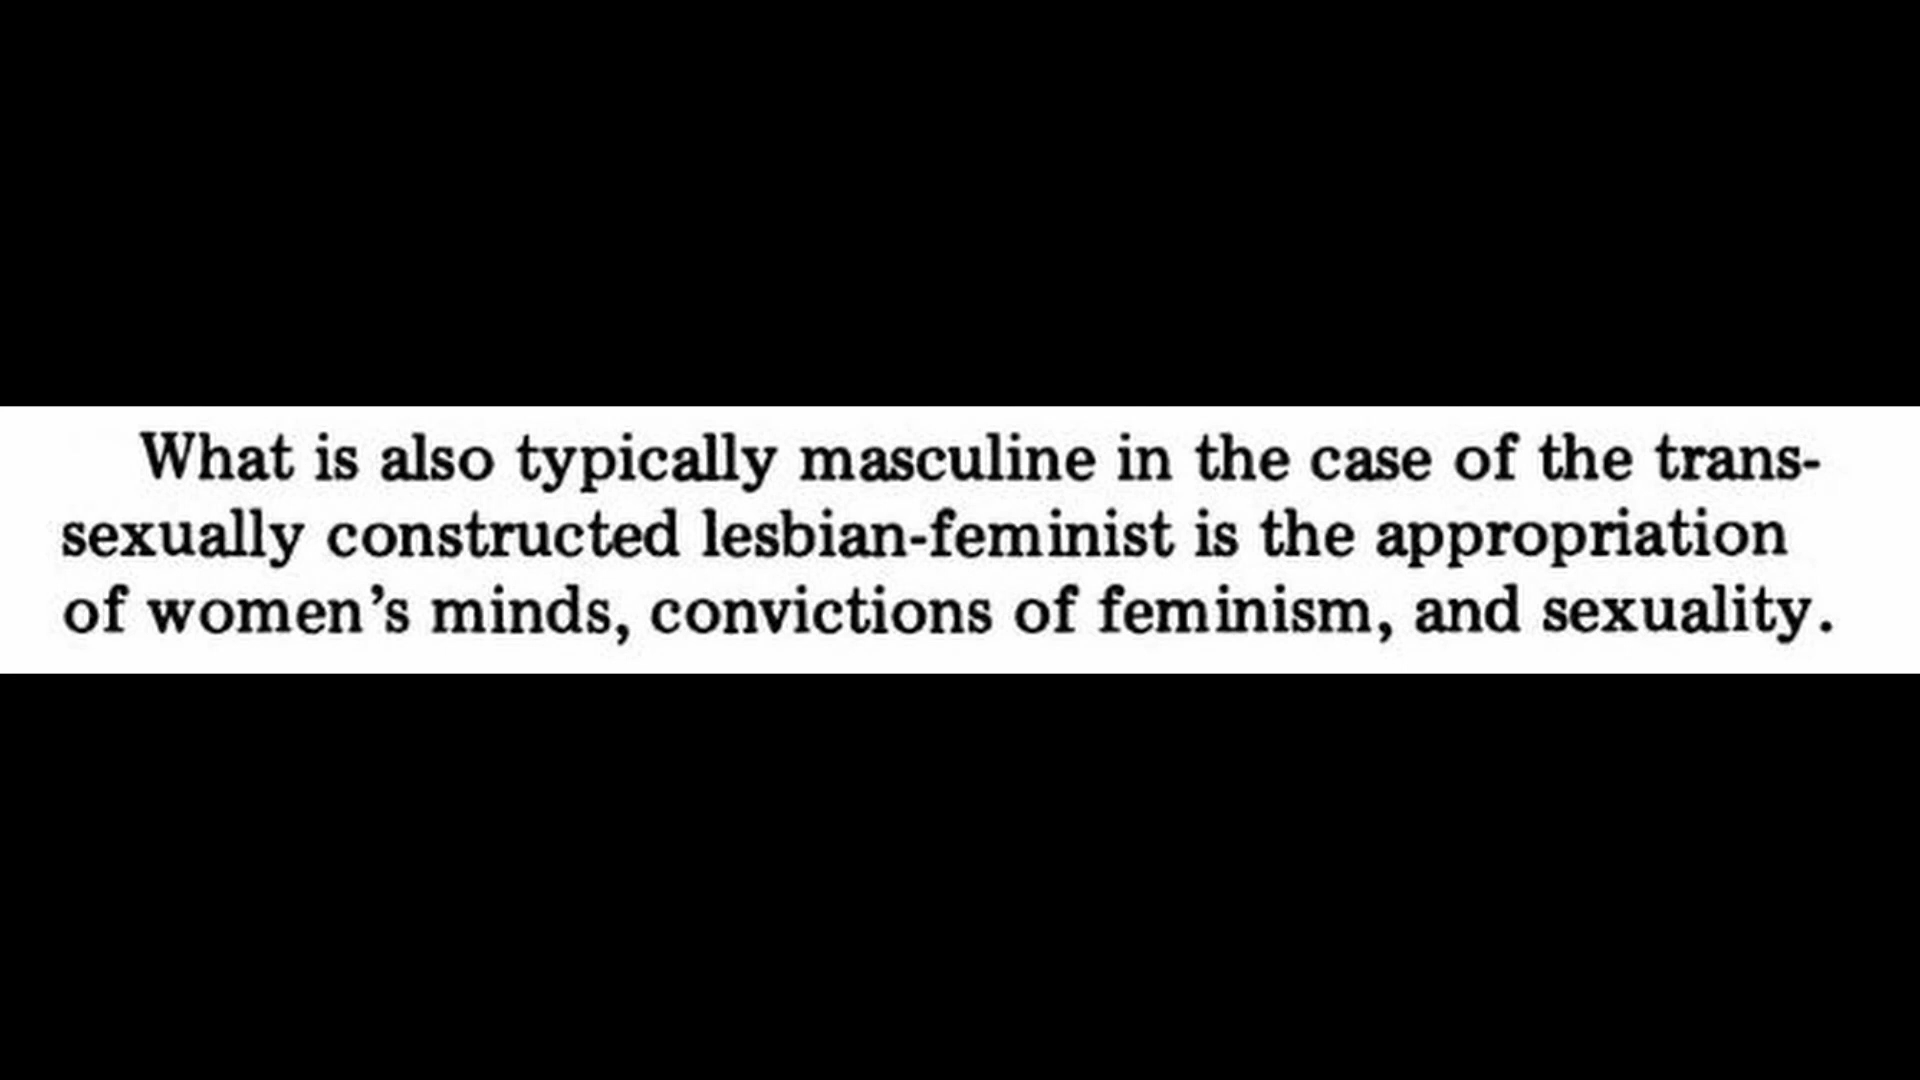 What is also typically masculine in the case of the trans-
sexually constructed lesbian-feminist is the appropriation
of women's minds, convictions of feminism, and sexuality.